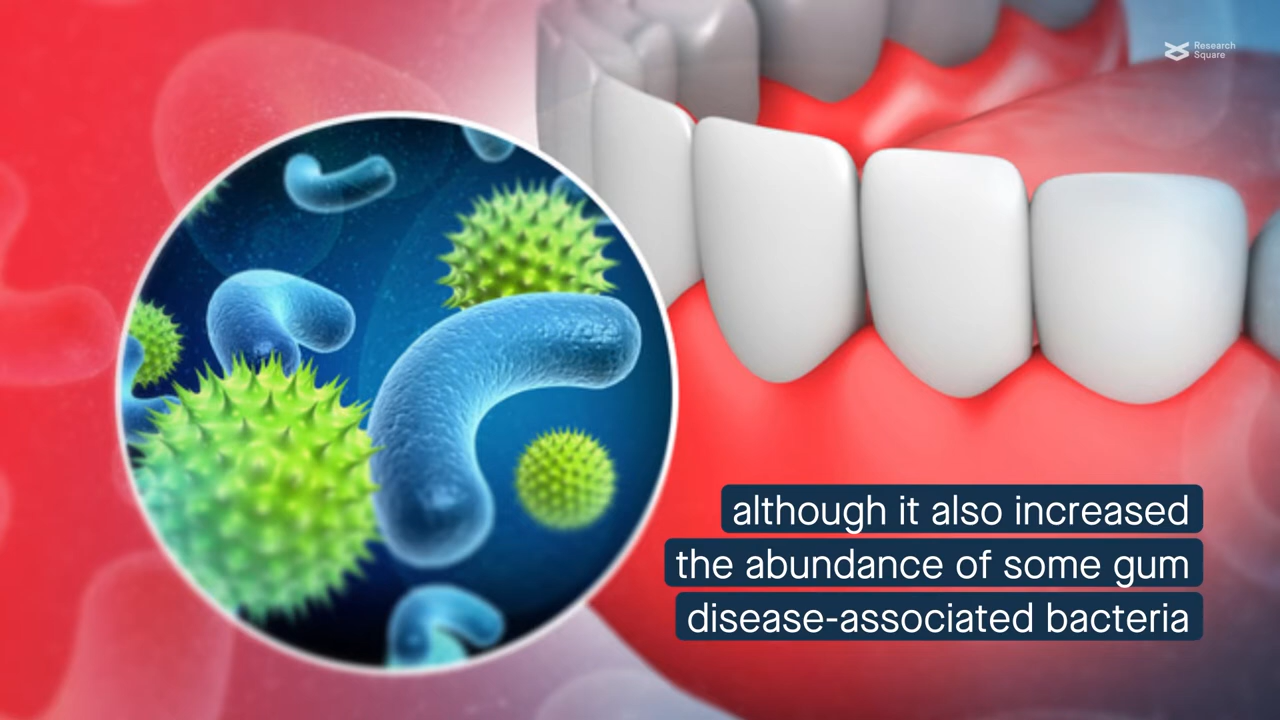 Research
Square
although it also increased
the abundance of some gum
disease-associated bacteria